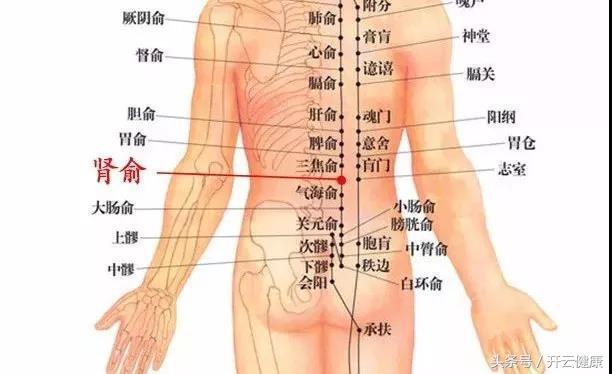 附分
魄户
肺俞
厥阴俞
膏肓
神堂
心俞
督俞
譩譆
膈关
膈俞
肝俞
魂门
阳纲
胆俞
脾俞
意舍
胃仓
胃俞
三焦俞
肓门
志室
肾俞
气海俞
大肠俞
小肠俞
关元俞
膀胱俞
上髎
次髎
胞肓
中膂俞
中髎
下髎
秩边
白环俞
会阳
承扶
头条号／开云健康